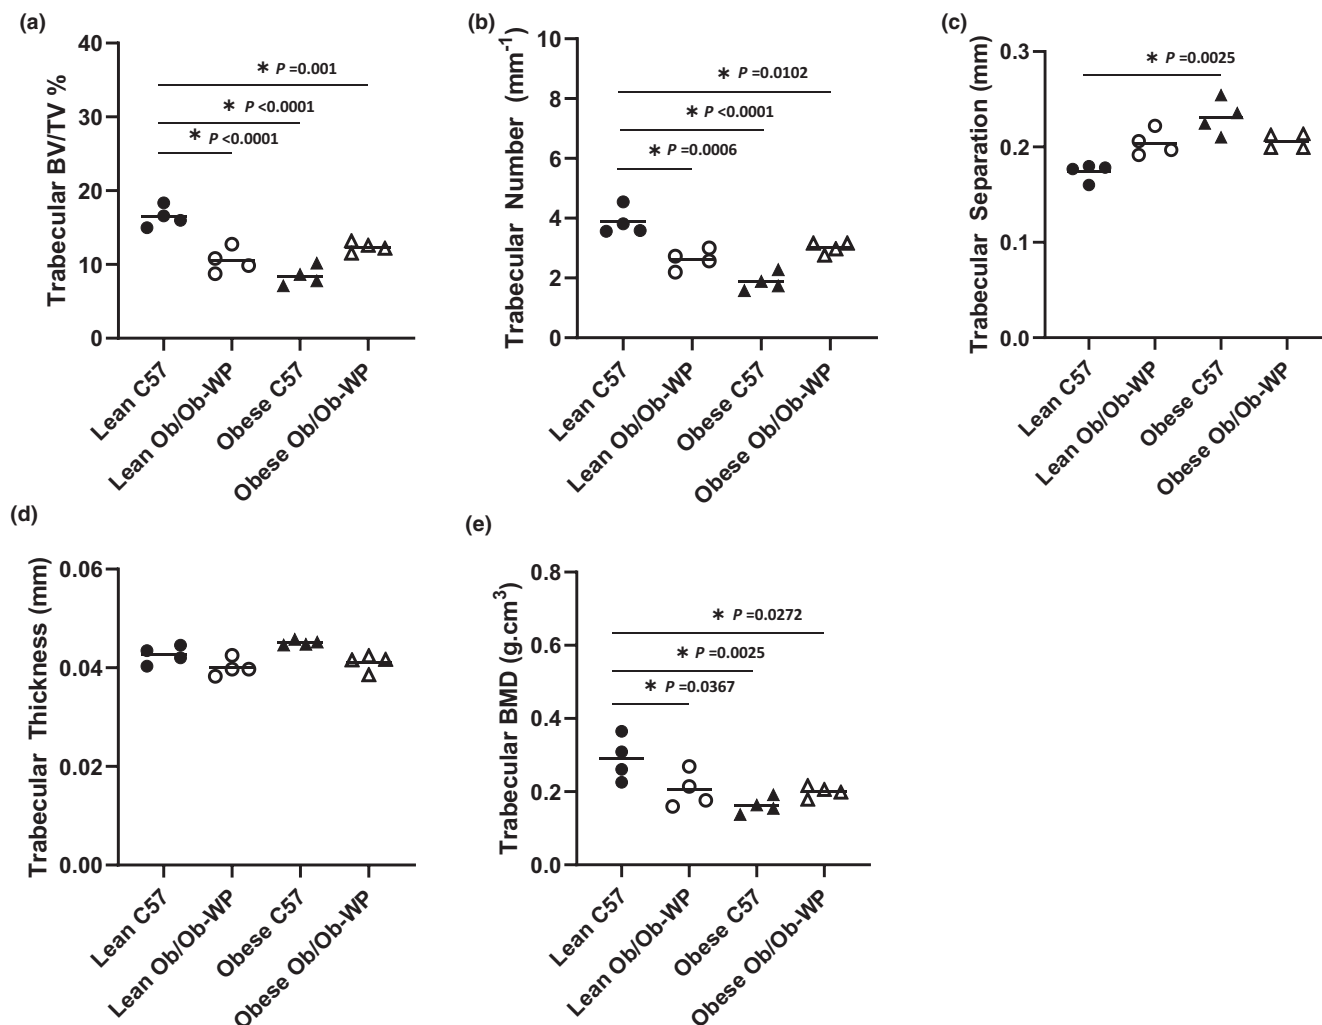 (a)
Trabecular BV/TV %
40
30
20
10
0
* P =0.001
* P <0.0001
* P <0.0001
Lean C57
Lean Ob/Ob-WP
Obese C57
Obese Ob/Ob-WP
(b)
Trabecular Number (mm-1)
10
8
6
4
2
0
* P =0.0102
* P <0.0001
* P =0.0006
Lean C57
Lean Ob/Ob-WP
Obese C57
Obese Ob/Ob-WP
(c)
Trabecular Separation (mm)
0.3
0.2
0.1
0.0
* P =0.0025
Lean C57
Lean Ob/Ob-WP
Obese C57
Obese Ob/Ob-WP
(d)
Trabecular Thickness (mm)
0.06
0.04
0.02
0.00
Lean C57
Lean Ob/Ob-WP
Obese C57
Obese Ob/Ob-WP
(e)
Trabecular BMD (g.cm3)
0.8
0.6
0.4
0.2
0.0
* P =0.0272
* P =0.0025
* P =0.0367
Lean C57
Lean Ob/Ob-WP
Obese C57
Obese Ob/Ob-WP